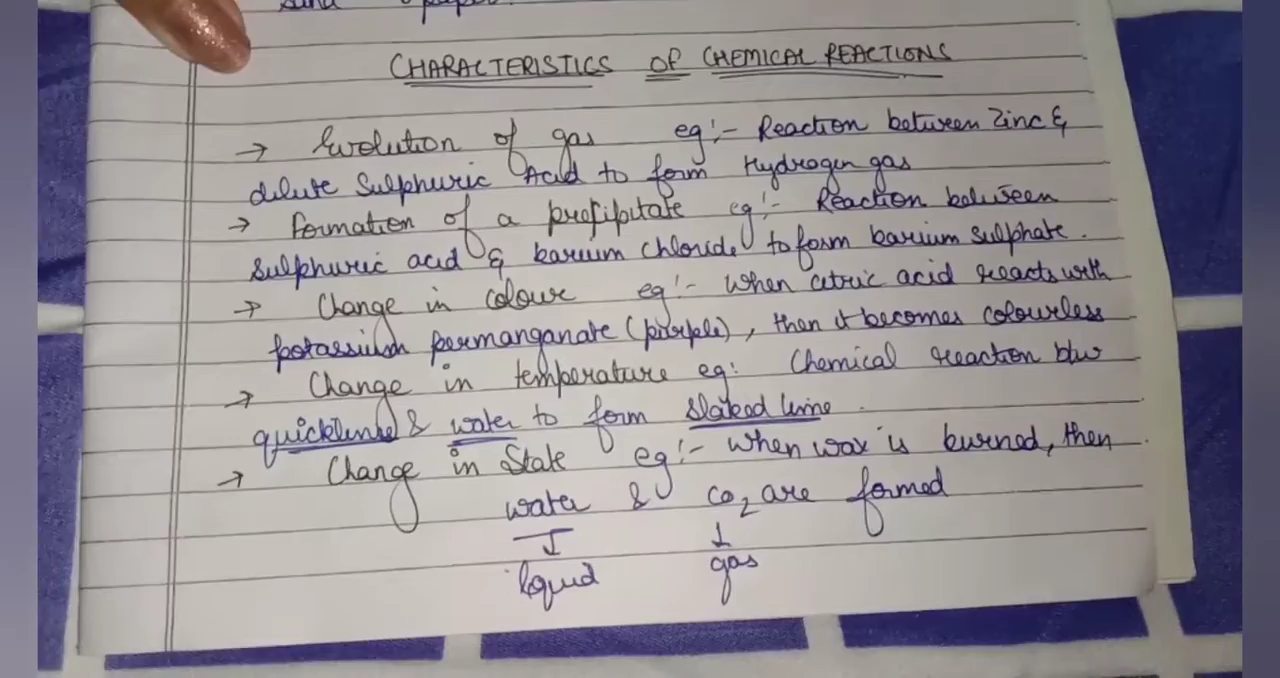 CHARACTERISTICS OF CHEMICAL REACTIONS
→ Evolution of gas eg:- Reaction between Zinc &
dilute Sulphuric Acid to form Hydrogen gas
→ Formation of a precipitate eg:- Reaction between
Sulphuric acid & barium chloride to form barium sulphate.
→ Change in colour eg:- When citric acid reacts with
potassium permanganate (purple), then it becomes colourless
→ Change in temperature eg: Chemical reaction btw
quicklime & water to form slaked lime.
→ Change in State eg:- When wax is burned, then
water & CO2 are formed
↓ ↓
liquid gas